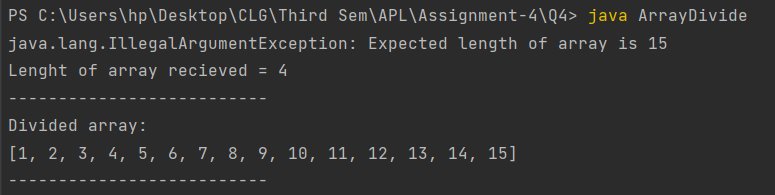 PS C:\Users\hp\Desktop\CLG\Third Sem\APL\Assignment-4\Q4> java ArrayDivide
java.lang.IllegalArgumentException: Expected length of array is 15
Lenght of array recieved = 4
--------------------------
Divided array:
[1, 2, 3, 4, 5, 6, 7, 8, 9, 10, 11, 12, 13, 14, 15]
--------------------------